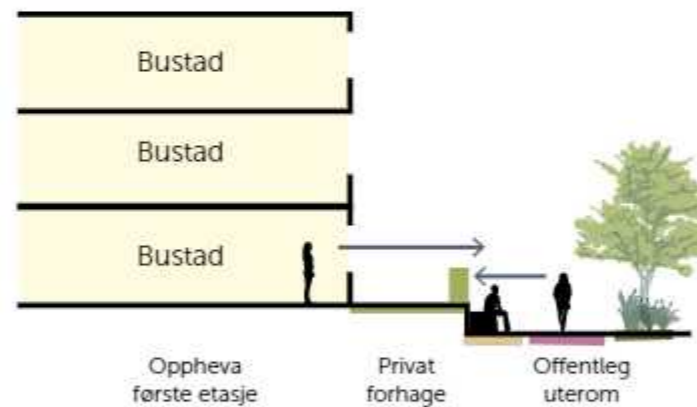 Bustad
Bustad
Bustad
Oppheva
første etasje
Privat
forhage
Offentleg
uterom